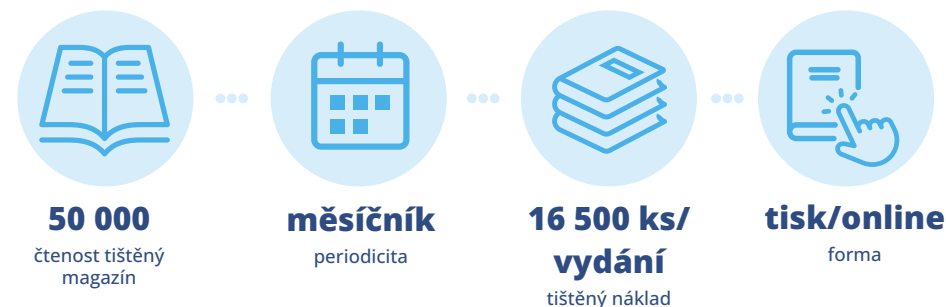 50 000
čtenost tištěný
magazín
měsíčník
periodicita
16 500 ks/
vydání
tištěný náklad
tisk/online
forma